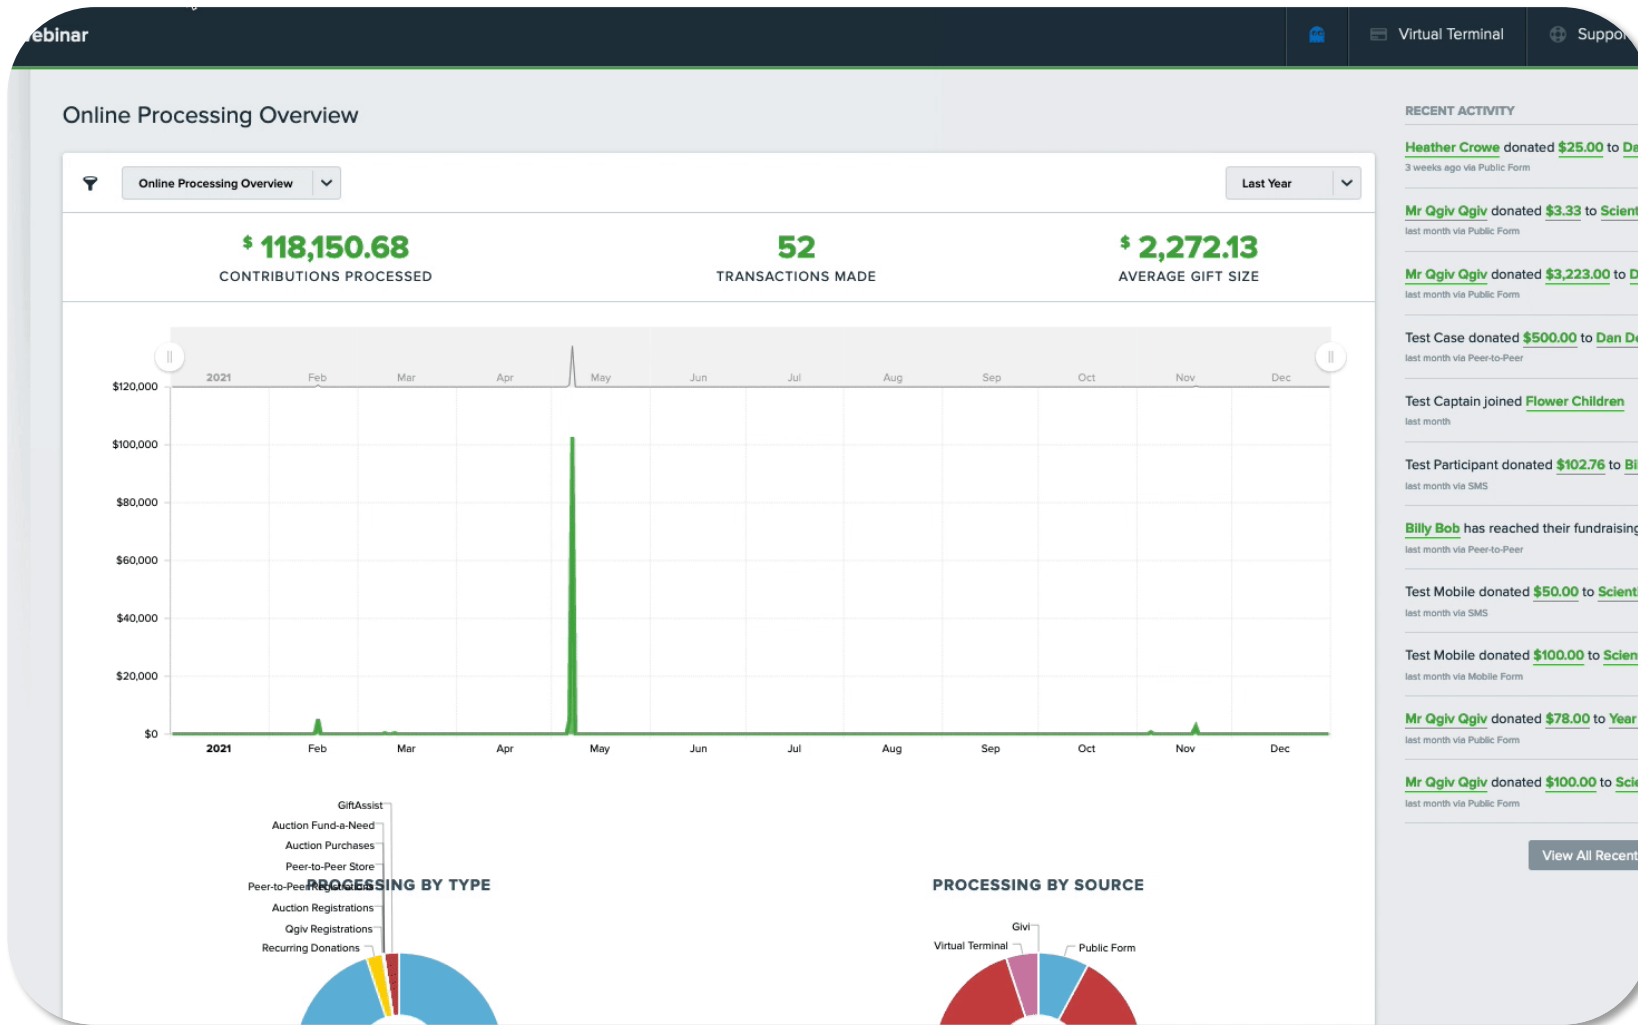 ebinar
Virtual Terminal
Suppor
Online Processing Overview
Online Processing Overview
Last Year
$ 118,150.68
CONTRIBUTIONS PROCESSED
52
TRANSACTIONS MADE
$ 2,272.13
AVERAGE GIFT SIZE
2021 Feb Mar Apr May Jun Jul Aug Sep Oct Nov Dec
$120,000
$100,000
$80,000
$60,000
$40,000
$20,000
$0
2021 Feb Mar Apr May Jun Jul Aug Sep Oct Nov Dec
GiftAssist
Auction Fund-a-Need
Auction Purchases
Peer-to-Peer Store
Peer-to-Peer Registrations
PROCESSING BY TYPE
Auction Registrations
Qgiv Registrations
Recurring Donations
PROCESSING BY SOURCE
Givi
Virtual Terminal
Public Form
RECENT ACTIVITY
Heather Crowe donated $25.00 to Da
3 weeks ago via Public Form
Mr Qgiv Qgiv donated $3.33 to Scient
last month via Public Form
Mr Qgiv Qgiv donated $3,223.00 to D
last month via Public Form
Test Case donated $500.00 to Dan De
last month via Peer-to-Peer
Test Captain joined Flower Children
last month
Test Participant donated $102.76 to Bi
last month via SMS
Billy Bob has reached their fundraising
last month via Peer-to-Peer
Test Mobile donated $50.00 to Scient
last month via SMS
Test Mobile donated $100.00 to Scien
last month via Mobile Form
Mr Qgiv Qgiv donated $78.00 to Year
last month via Public Form
Mr Qgiv Qgiv donated $100.00 to Scie
last month via Public Form
View All Recent